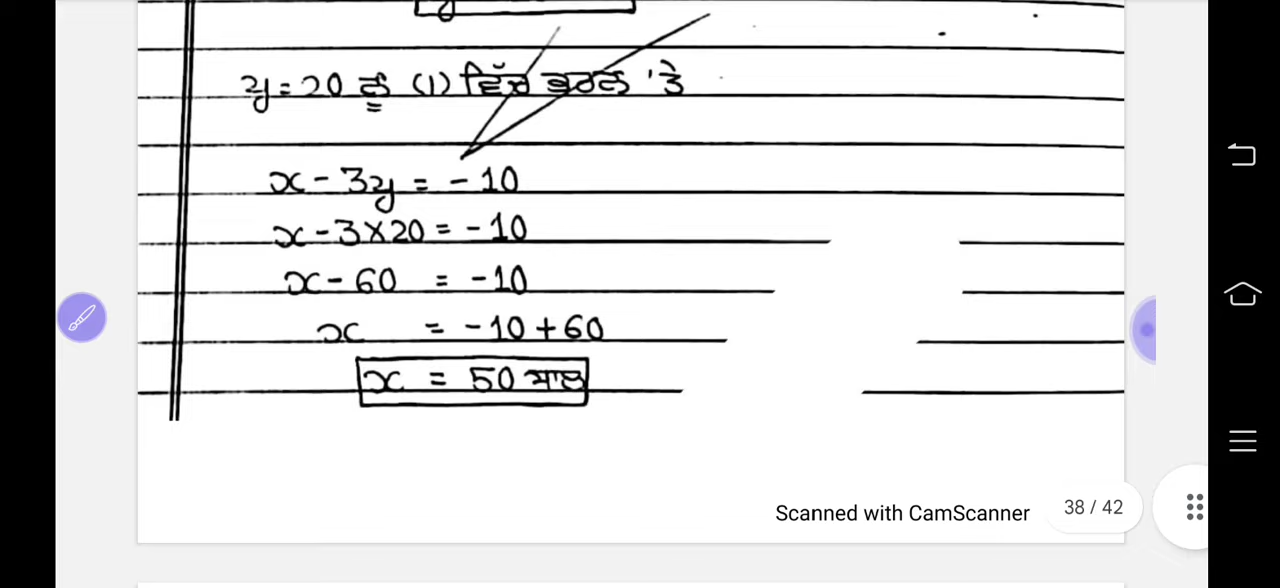 y = 20 ਨੂੰ (1) ਵਿੱਚ ਭਰਨ 'ਤੇ
x - 3y = - 10
x - 3 X 20 = - 10
x - 60 = - 10
x = - 10 + 60
x = 50 ਸਾਲ
Scanned with CamScanner
38 / 42